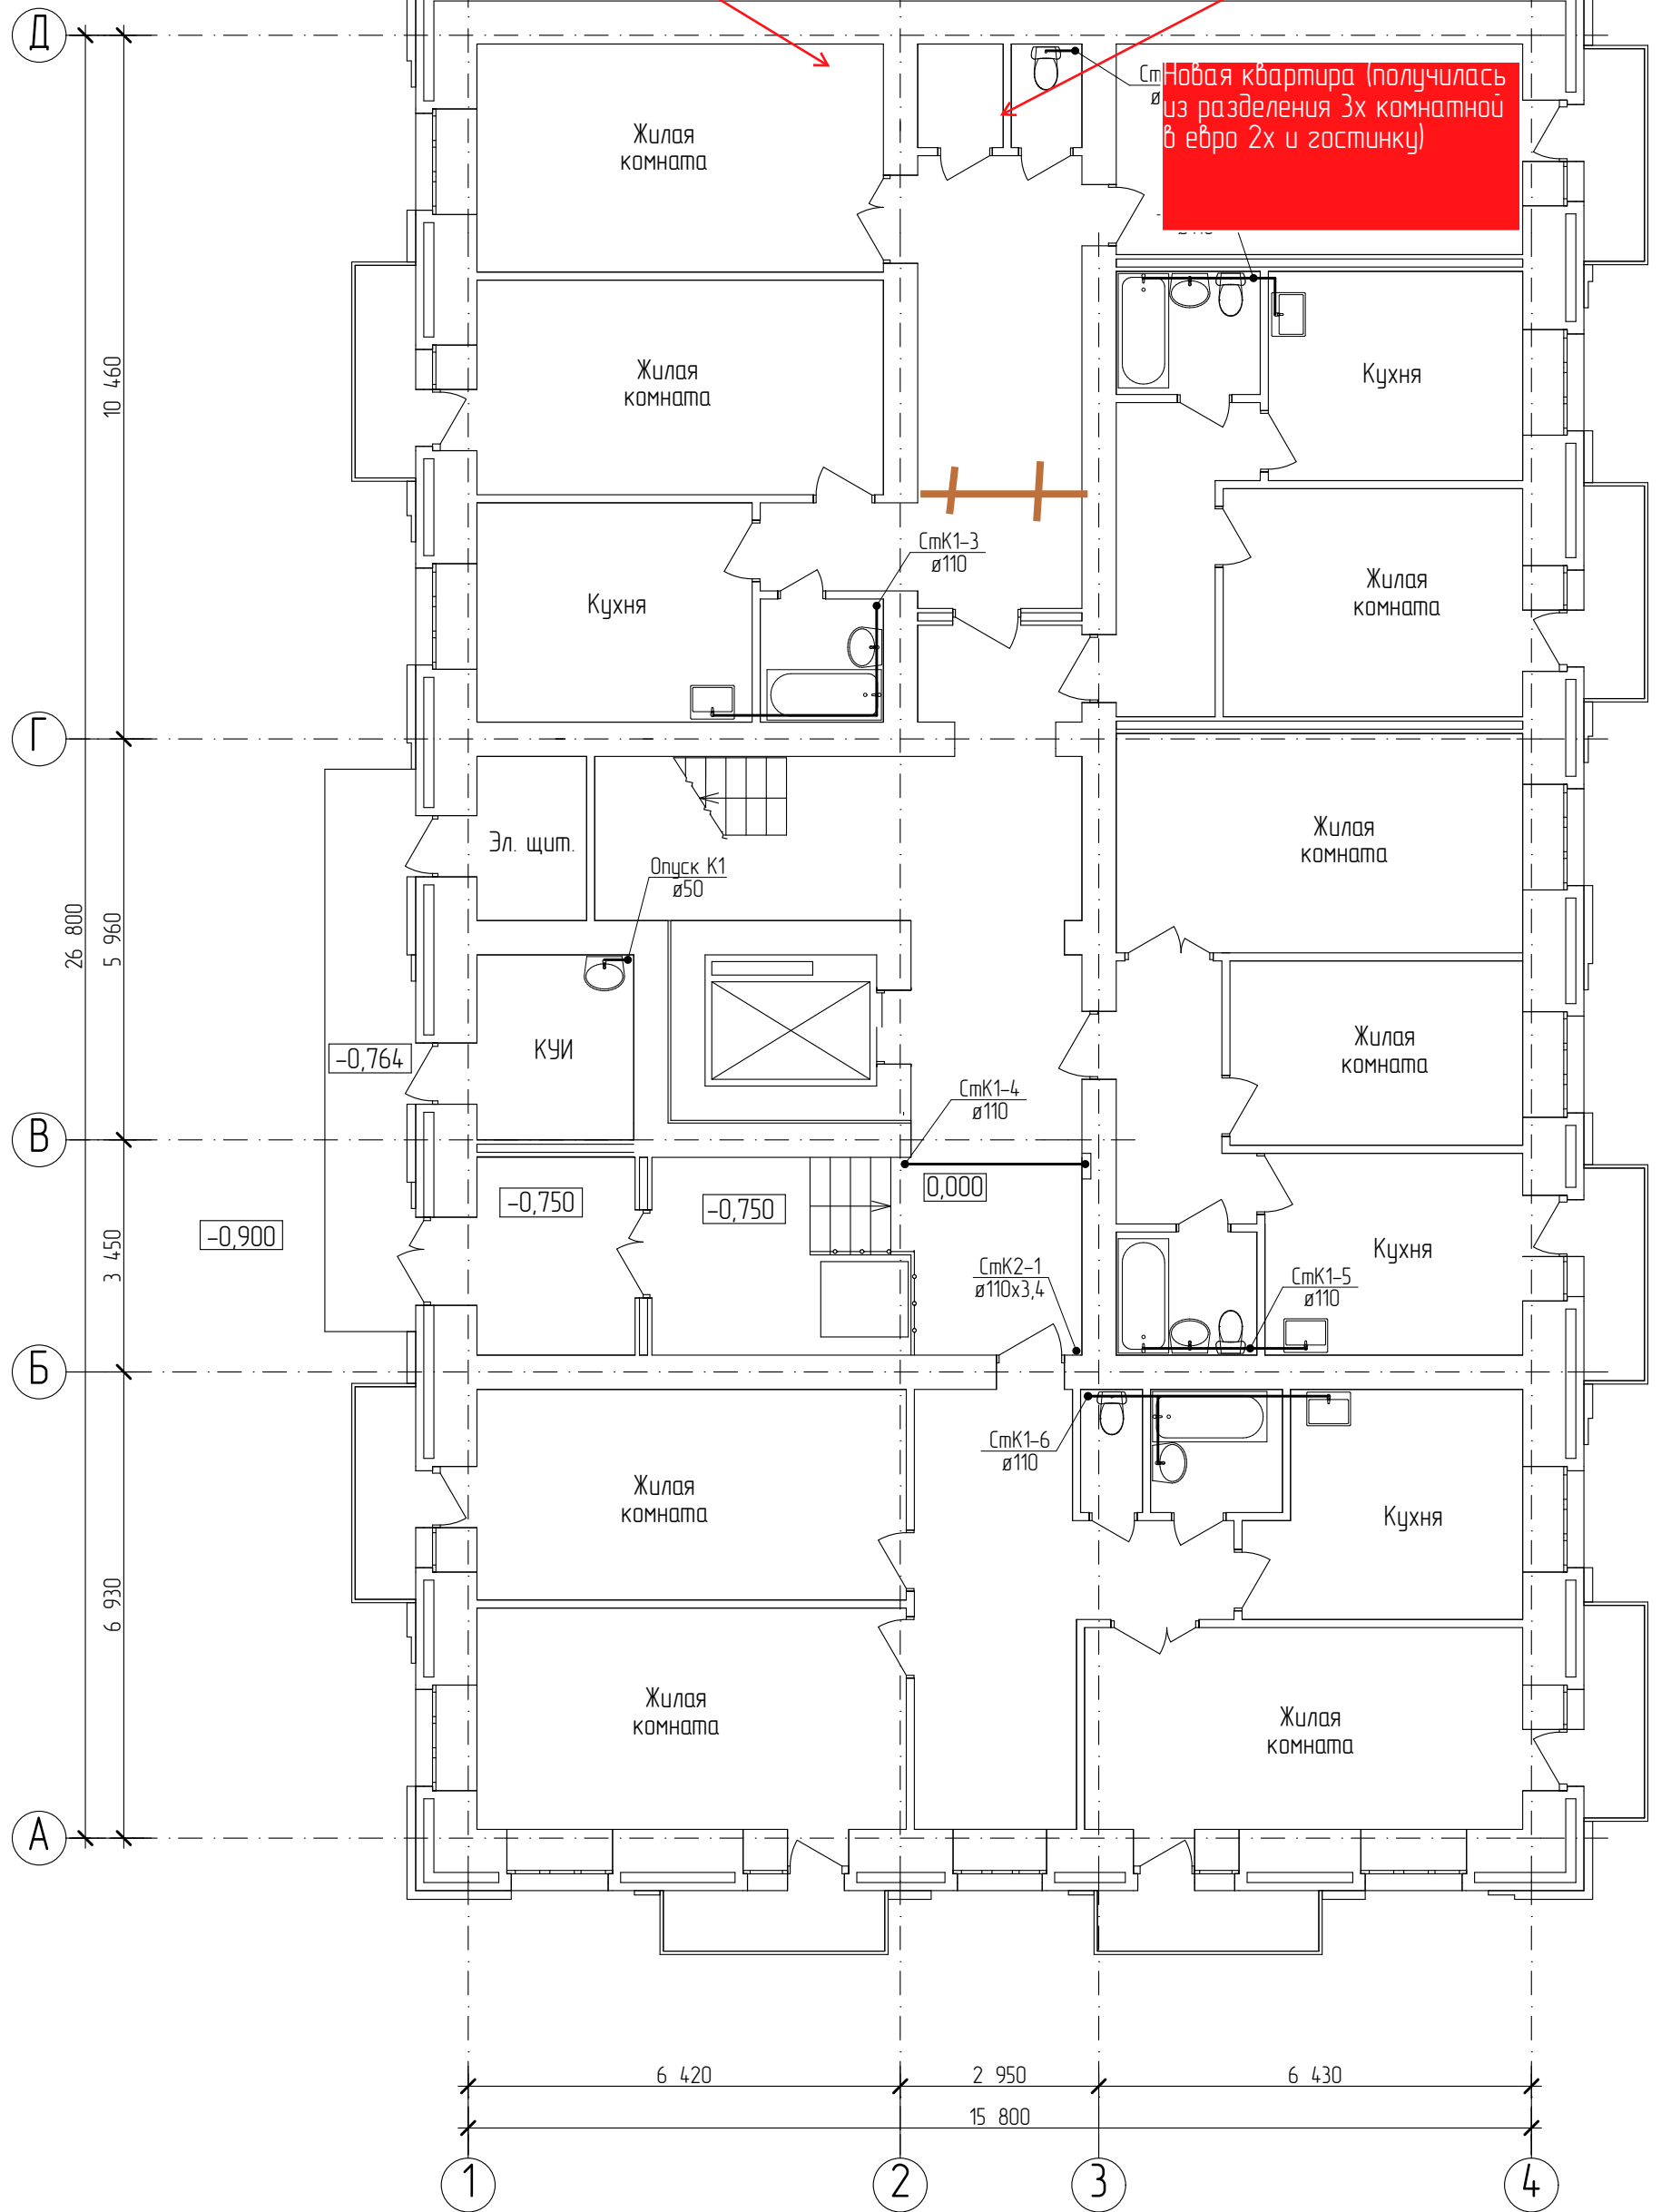 Д
Ст
ø
Новая квартира (получилась
из разделения 3х комнатной
в евро 2х и гостинку)
Жилая
комната
Жилая
комната
Кухня
10 460
СтК1-3
ø110
Кухня
Жилая
комната
Г
Эл. щит.
Опуск К1
ø50
Жилая
комната
26 800
5 960
КУИ
-0,764
Жилая
комната
СтК1-4
ø110
В
0,000
-0,750
-0,750
-0,900
3 450
СтК2-1
ø110х3,4
Кухня
СтК1-5
ø110
Б
СтК1-6
ø110
Жилая
комната
Кухня
6 930
Жилая
комната
Жилая
комната
А
6 420
2 950
6 430
15 800
1
2
3
4